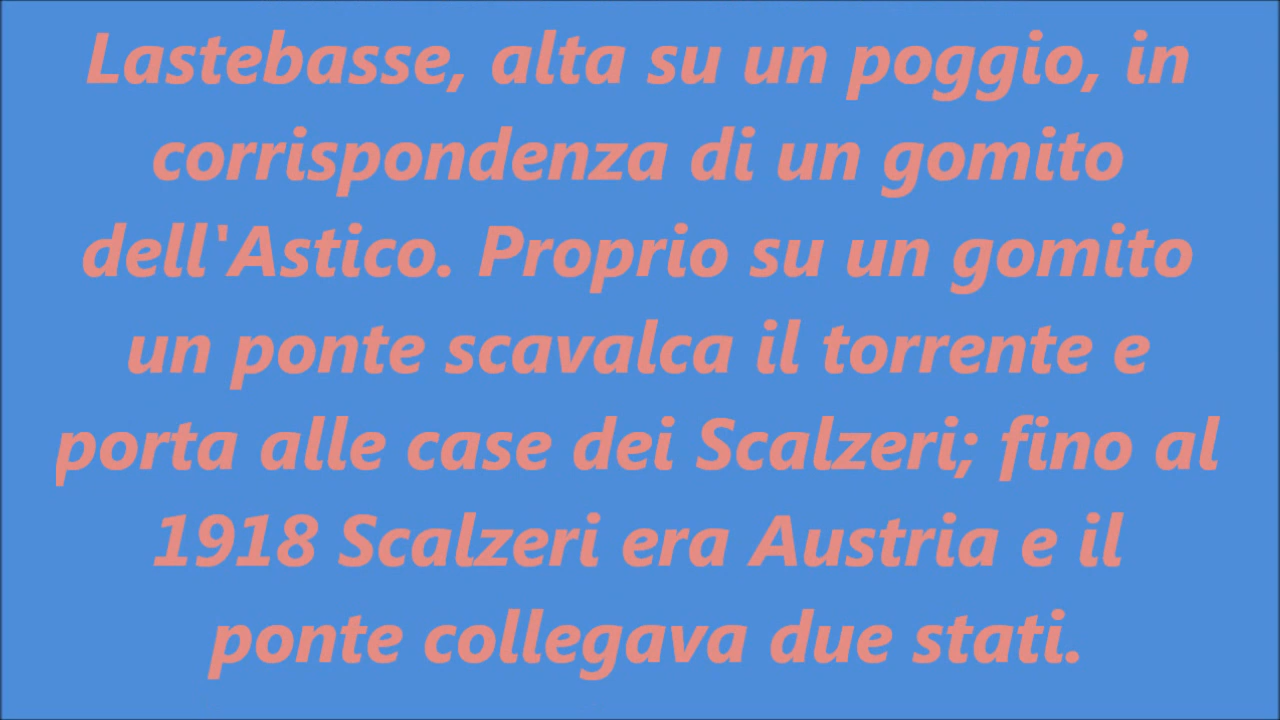 Lastebasse, alta su un poggio, in
corrispondenza di un gomito
dell'Astico. Proprio su un gomito
un ponte scavalca il torrente e
porta alle case dei Scalzeri; fino al
1918 Scalzeri era Austria e il
ponte collegava due stati.